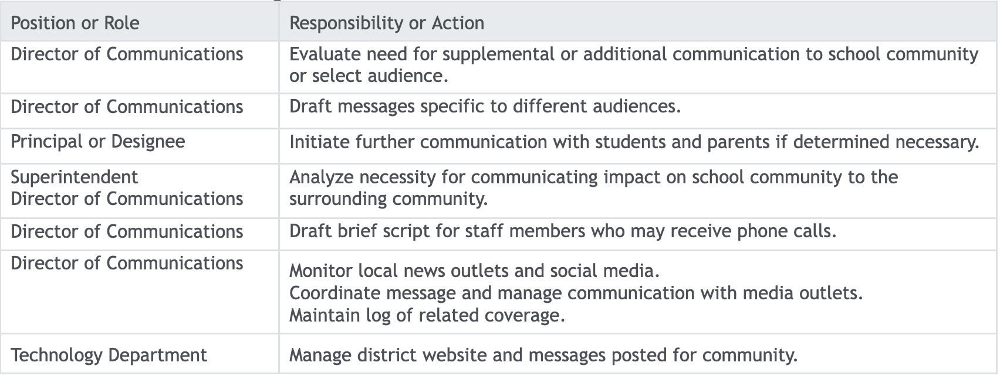 Position or Role
Responsibility or Action
Director of Communications
Evaluate need for supplemental or additional communication to school community
or select audience.
Director of Communications
Draft messages specific to different audiences.
Principal or Designee
Initiate further communication with students and parents if determined necessary.
Superintendent
Director of Communications
Analyze necessity for communicating impact on school community to the
surrounding community.
Director of Communications
Draft brief script for staff members who may receive phone calls.
Director of Communications
Monitor local news outlets and social media.
Coordinate message and manage communication with media outlets.
Maintain log of related coverage.
Technology Department
Manage district website and messages posted for community.